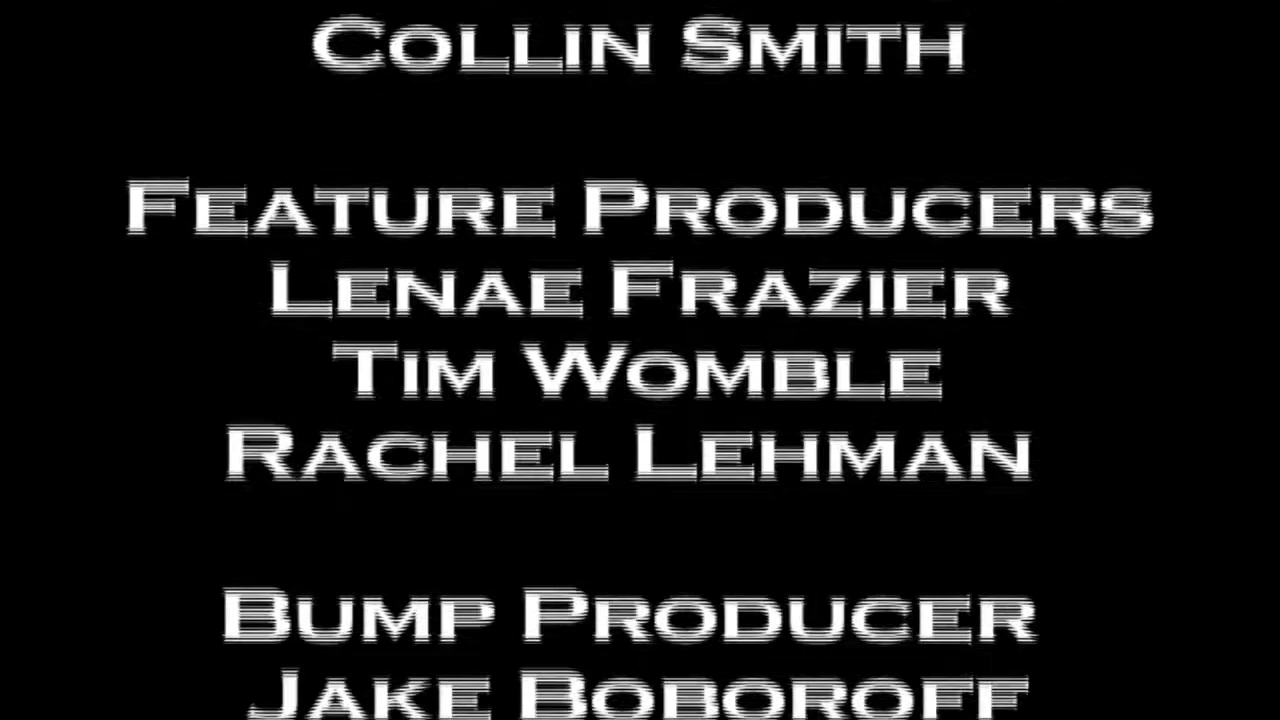 Collin Smith
Feature Producers
Lenae Frazier
Tim Womble
Rachel Lehman
Bump Producer
Jake Boboroff